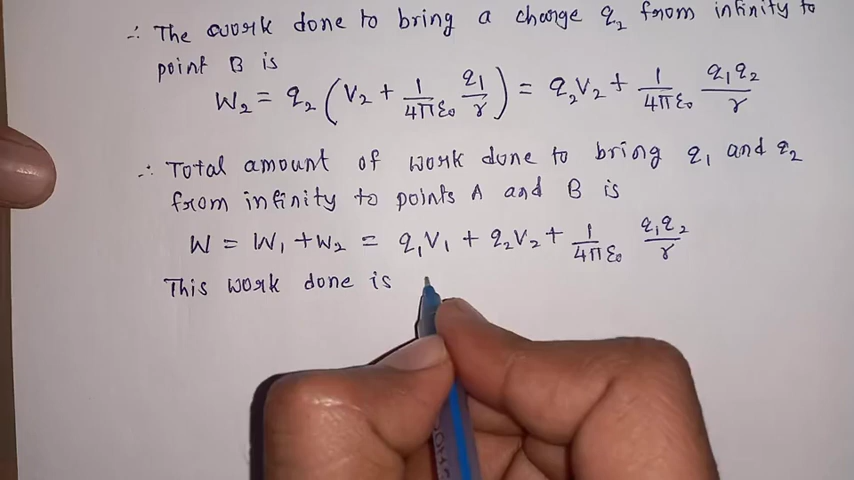 ∴ The work done to bring a charge q₂ from infinity to
point B is
W₂ = q₂ (V₂ + 1/4πε₀ q₁/r) = q₂V₂ + 1/4πε₀ q₁q₂/r
∴ Total amount of work done to bring q₁ and q₂
from infinity to points A and B is
W = W₁ + W₂ = q₁V₁ + q₂V₂ + 1/4πε₀ q₁q₂/r
This work done is